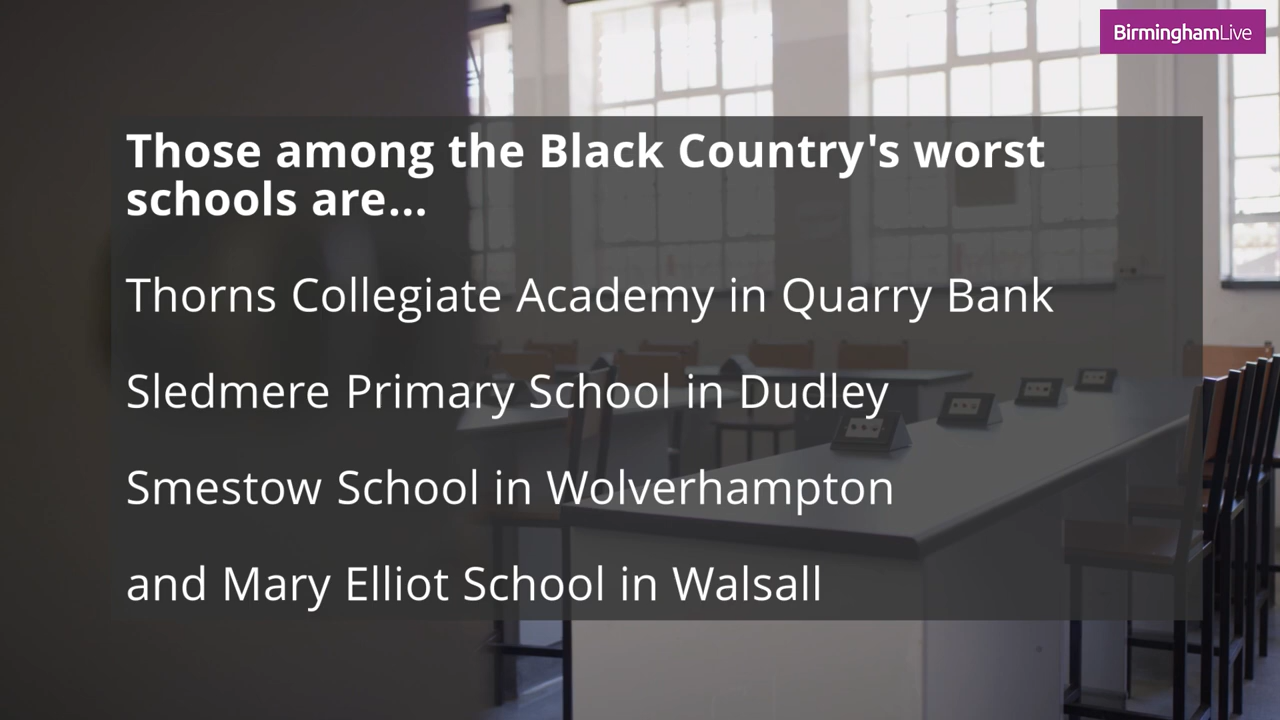 BirminghamLive
Those among the Black Country's worst
schools are...
Thorns Collegiate Academy in Quarry Bank
Sledmere Primary School in Dudley
Smestow School in Wolverhampton
and Mary Elliot School in Walsall